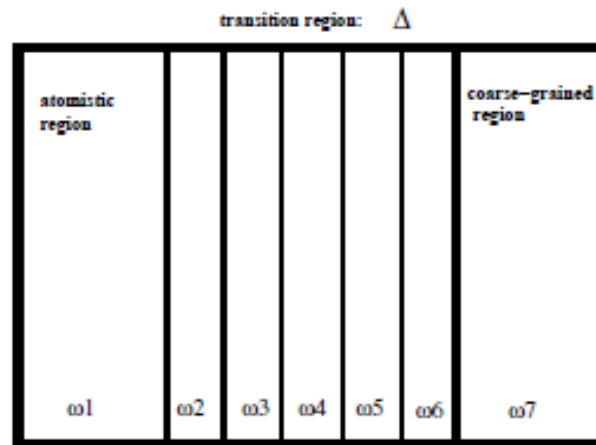 transition region: Δ
atomistic
region
coarse−grained
region
ω1 ω2 ω3 ω4 ω5 ω6 ω7